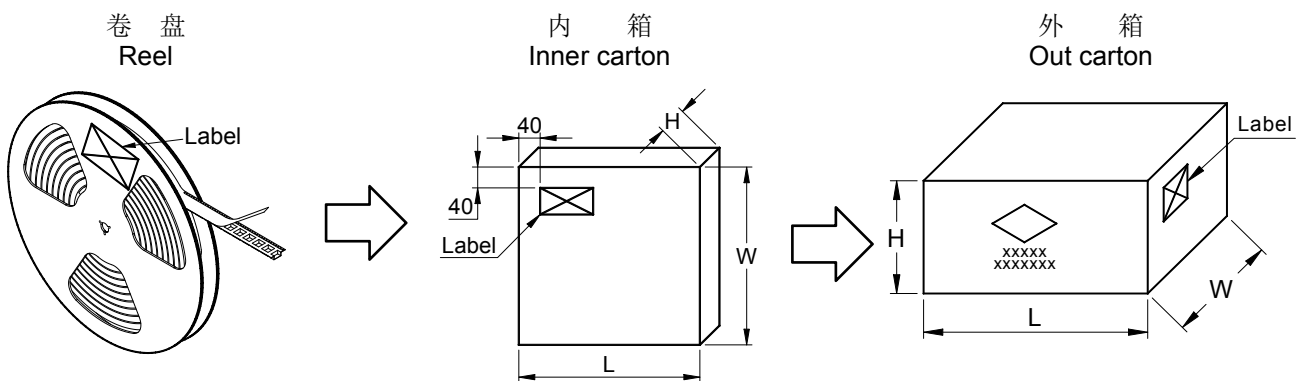 卷 盘
Reel
Label
内 箱
Inner carton
40
H
40
Label
W
L
外 箱
Out carton
Label
H
xxxxx
xxxxxxx
W
L